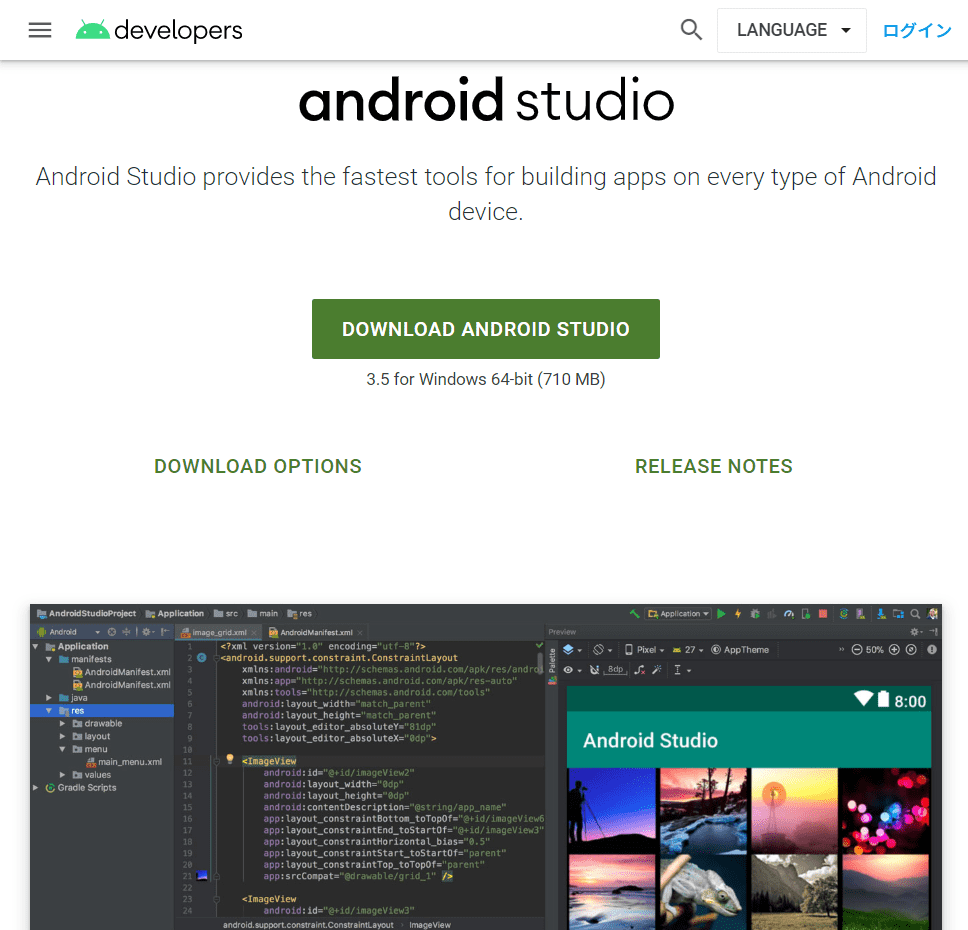 developers
LANGUAGE
ログイン
android studio
Android Studio provides the fastest tools for building apps on every type of Android
device.
DOWNLOAD ANDROID STUDIO
3.5 for Windows 64-bit (710 MB)
DOWNLOAD OPTIONS
RELEASE NOTES
AndroidStudioProject Application src main res
Application
Android
image_grid.xml
AndroidManifest.xml
Preview
Application
manifests
AndroidManifest.xml
AndroidManifest.xml
java
res
drawable
layout
menu
main_menu.xml
values
Gradle Scripts
1 <?xml version="1.0" encoding="utf-8"?>
2 <android.support.constraint.ConstraintLayout
3 xmlns:android="http://schemas.android.com/apk/res/andro
4 xmlns:app="http://schemas.android.com/apk/res-auto"
5 xmlns:tools="http://schemas.android.com/tools"
6 android:layout_width="match_parent"
7 android:layout_height="match_parent"
8 tools:layout_editor_absoluteY="81dp"
9 tools:layout_editor_absoluteX="0dp">
10
11 <ImageView
12 android:id="@+id/imageView2"
13 android:layout_width="0dp"
14 android:layout_height="0dp"
15 android:contentDescription="@string/app_name"
16 app:layout_constraintBottom_toTopOf="@+id/imageView6
17 app:layout_constraintEnd_toStartOf="@+id/imageView3"
18 app:layout_constraintHorizontal_bias="0.5"
19 app:layout_constraintStart_toStartOf="parent"
20 app:layout_constraintTop_toTopOf="parent"
21 app:srcCompat="@drawable/grid_1" />
22
23 <ImageView
24 android:id="@+id/imageView3"
android.support.constraint.ConstraintLayout › ImageView
Palette
Pixel 27 AppTheme
50%
8dp
8:00
Android Studio